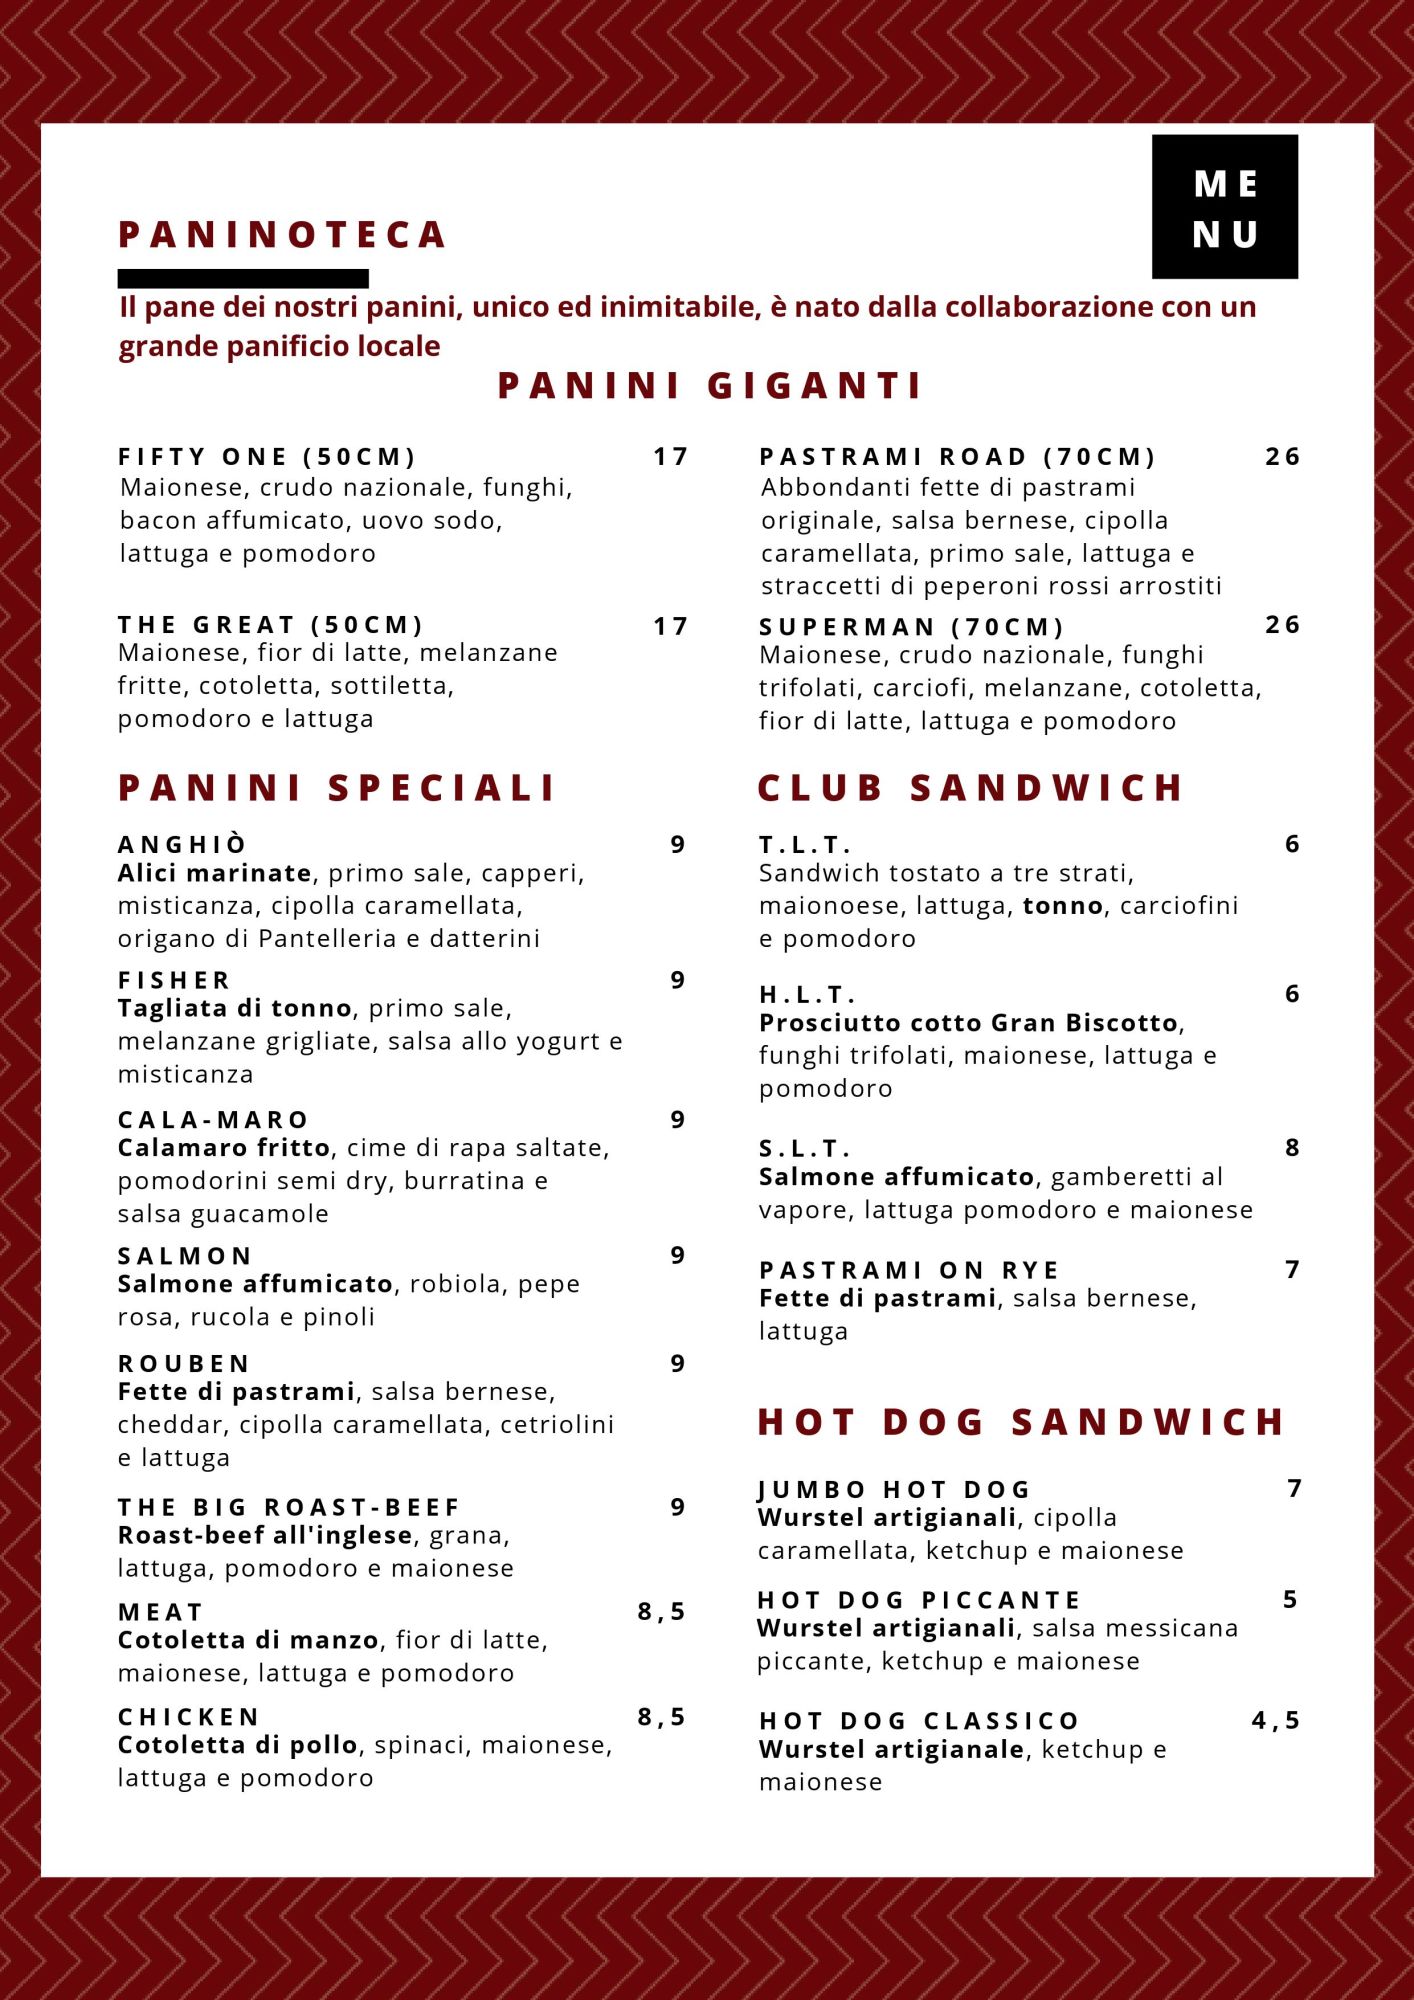 ME
NU
PANINOTECA
Il pane dei nostri panini, unico ed inimitabile, è nato dalla collaborazione con un
grande panificio locale
PANINI GIGANTI
FIFTY ONE (50CM) 17
Maionese, crudo nazionale, funghi,
bacon affumicato, uovo sodo,
lattuga e pomodoro
THE GREAT (50CM) 17
Maionese, fior di latte, melanzane
fritte, cotoletta, sottiletta,
pomodoro e lattuga
PASTRAMI ROAD (70CM) 26
Abbondanti fette di pastrami
originale, salsa bernese, cipolla
caramellata, primo sale, lattuga e
straccetti di peperoni rossi arrostiti
SUPERMAN (70CM) 26
Maionese, crudo nazionale, funghi
trifolati, carciofi, melanzane, cotoletta,
fior di latte, lattuga e pomodoro
PANINI SPECIALI
ANGHIÒ 9
Alici marinate, primo sale, capperi,
misticanza, cipolla caramellata,
origano di Pantelleria e datterini
FISHER 9
Tagliata di tonno, primo sale,
melanzane grigliate, salsa allo yogurt e
misticanza
CALA-MARO 9
Calamaro fritto, cime di rapa saltate,
pomodorini semi dry, burratina e
salsa guacamole
SALMON 9
Salmone affumicato, robiola, pepe
rosa, rucola e pinoli
ROUBEN 9
Fette di pastrami, salsa bernese,
cheddar, cipolla caramellata, cetriolini
e lattuga
THE BIG ROAST-BEEF 9
Roast-beef all'inglese, grana,
lattuga, pomodoro e maionese
MEAT 8,5
Cotoletta di manzo, fior di latte,
maionese, lattuga e pomodoro
CHICKEN 8,5
Cotoletta di pollo, spinaci, maionese,
lattuga e pomodoro
CLUB SANDWICH
T.L.T. 6
Sandwich tostato a tre strati,
maionoese, lattuga, tonno, carciofini
e pomodoro
H.L.T. 6
Prosciutto cotto Gran Biscotto,
funghi trifolati, maionese, lattuga e
pomodoro
S.L.T. 8
Salmone affumicato, gamberetti al
vapore, lattuga pomodoro e maionese
PASTRAMI ON RYE 7
Fette di pastrami, salsa bernese,
lattuga
HOT DOG SANDWICH
JUMBO HOT DOG 7
Wurstel artigianali, cipolla
caramellata, ketchup e maionese
HOT DOG PICCANTE 5
Wurstel artigianali, salsa messicana
piccante, ketchup e maionese
HOT DOG CLASSICO 4,5
Wurstel artigianale, ketchup e
maionese